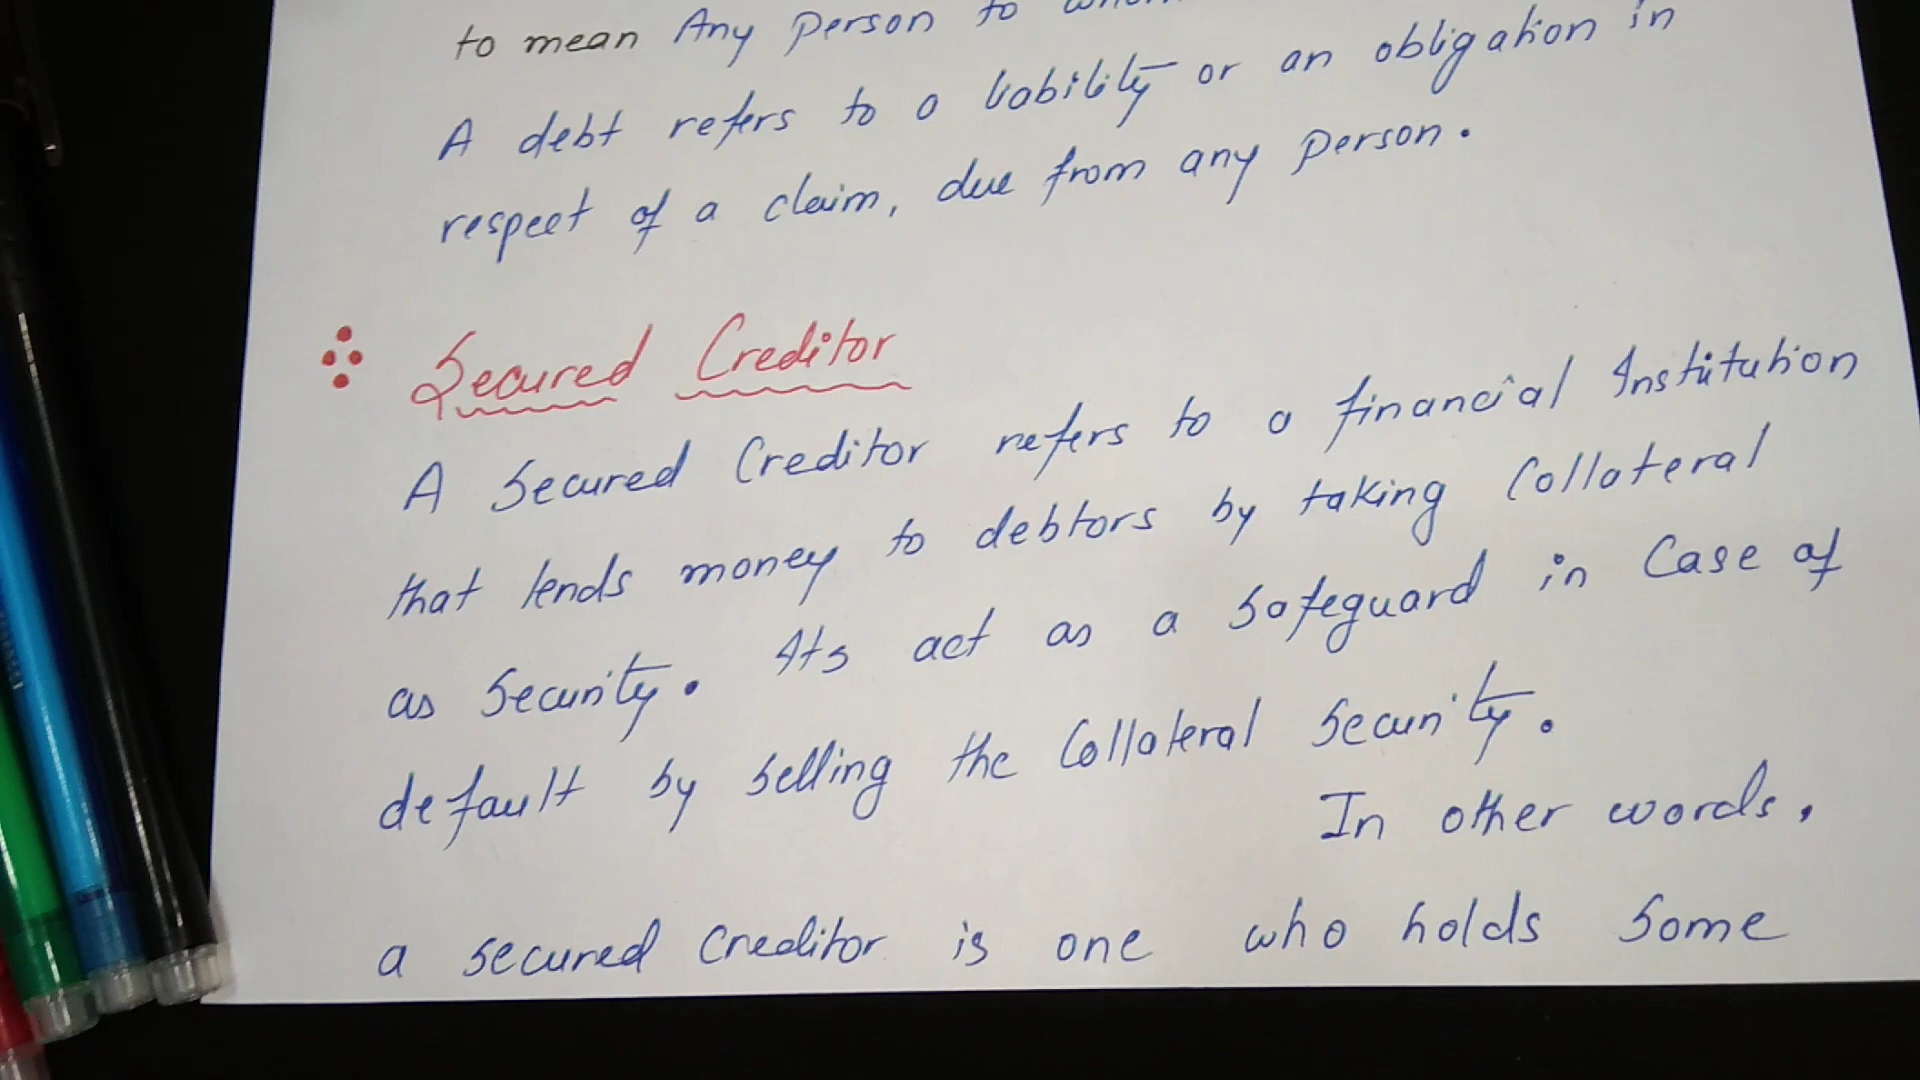 to mean Any person to whom
A debt refers to a liability or an obligation in
respect of a claim, due from any person.
Secured Creditor
A Secured Creditor refers to a financial Institution
that lends money to debtors by taking Collateral
as Security. Its act as a Safeguard in Case of
default by Selling the Collateral Security.
In other words,
a secured Creditor is one who holds Some